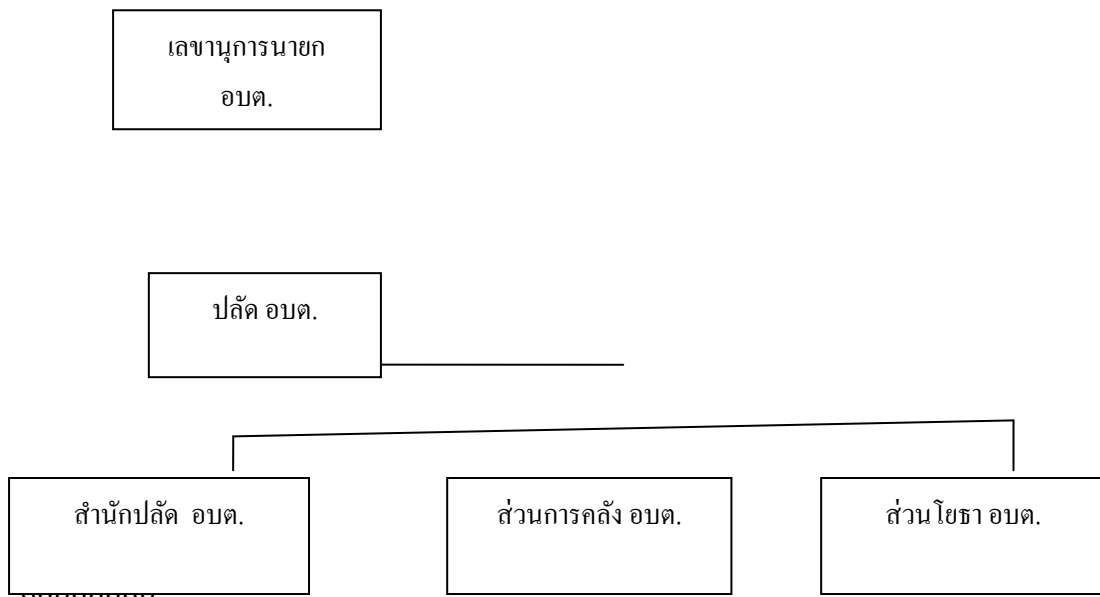 เลขานุการนายก
อบต.
ปลัด อบต.
สำนักปลัด อบต.
ส่วนการคลัง อบต.
ส่วนโยธา อบต.